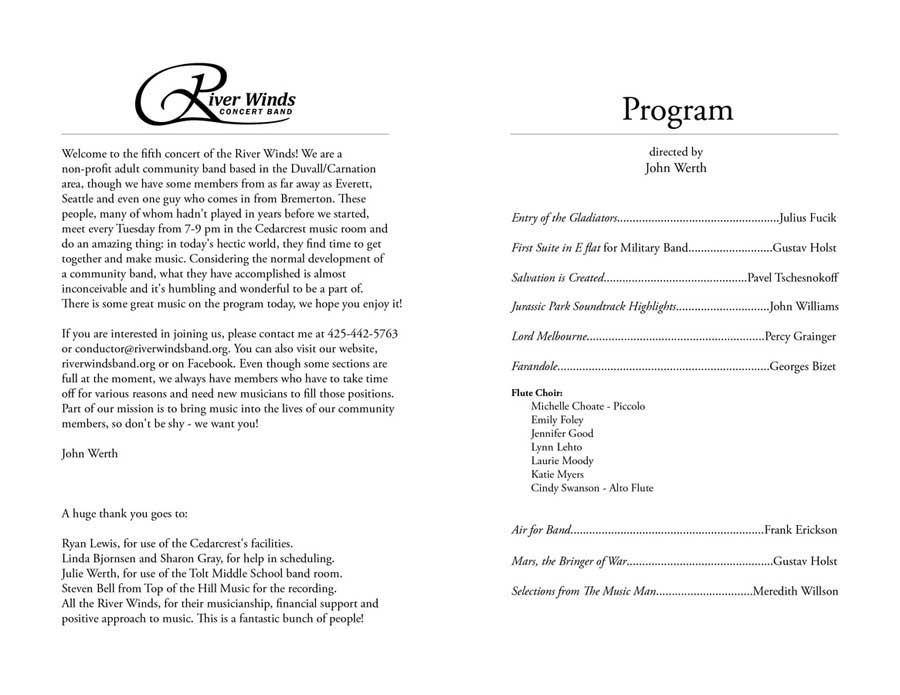 River Winds
CONCERT BAND
Welcome to the fifth concert of the River Winds! We are a
non-profit adult community band based in the Duvall/Carnation
area, though we have some members from as far away as Everett,
Seattle and even one guy who comes in from Bremerton. These
people, many of whom hadn't played in years before we started,
meet every Tuesday from 7-9 pm in the Cedarcrest music room and
do an amazing thing: in today's hectic world, they find time to get
together and make music. Considering the normal development of
a community band, what they have accomplished is almost
inconceivable and it's humbling and wonderful to be a part of.
There is some great music on the program today, we hope you enjoy it!
If you are interested in joining us, please contact me at 425-442-5763
or conductor@riverwindsband.org. You can also visit our website,
riverwindsband.org or on Facebook. Even though some sections are
full at the moment, we always have members who have to take time
off for various reasons and need new musicians to fill those positions.
Part of our mission is to bring music into the lives of our community
members, so don't be shy - we want you!
John Werth
A huge thank you goes to:
Ryan Lewis, for use of the Cedarcrest's facilities.
Linda Bjornsen and Sharon Gray, for help in scheduling.
Julie Werth, for use of the Tolt Middle School band room.
Steven Bell from Top of the Hill Music for the recording.
All the River Winds, for their musicianship, financial support and
positive approach to music. This is a fantastic bunch of people!
Program
directed by
John Werth
Entry of the Gladiators....................................................Julius Fucik
First Suite in E flat for Military Band...........................Gustav Holst
Salvation is Created..............................................Pavel Tschesnokoff
Jurassic Park Soundtrack Highlights..............................John Williams
Lord Melbourne.........................................................Percy Grainger
Farandole....................................................................Georges Bizet
Flute Choir:
Michelle Choate - Piccolo
Emily Foley
Jennifer Good
Lynn Lehto
Laurie Moody
Katie Myers
Cindy Swanson - Alto Flute
Air for Band..............................................................Frank Erickson
Mars, the Bringer of War...............................................Gustav Holst
Selections from The Music Man...............................Meredith Willson